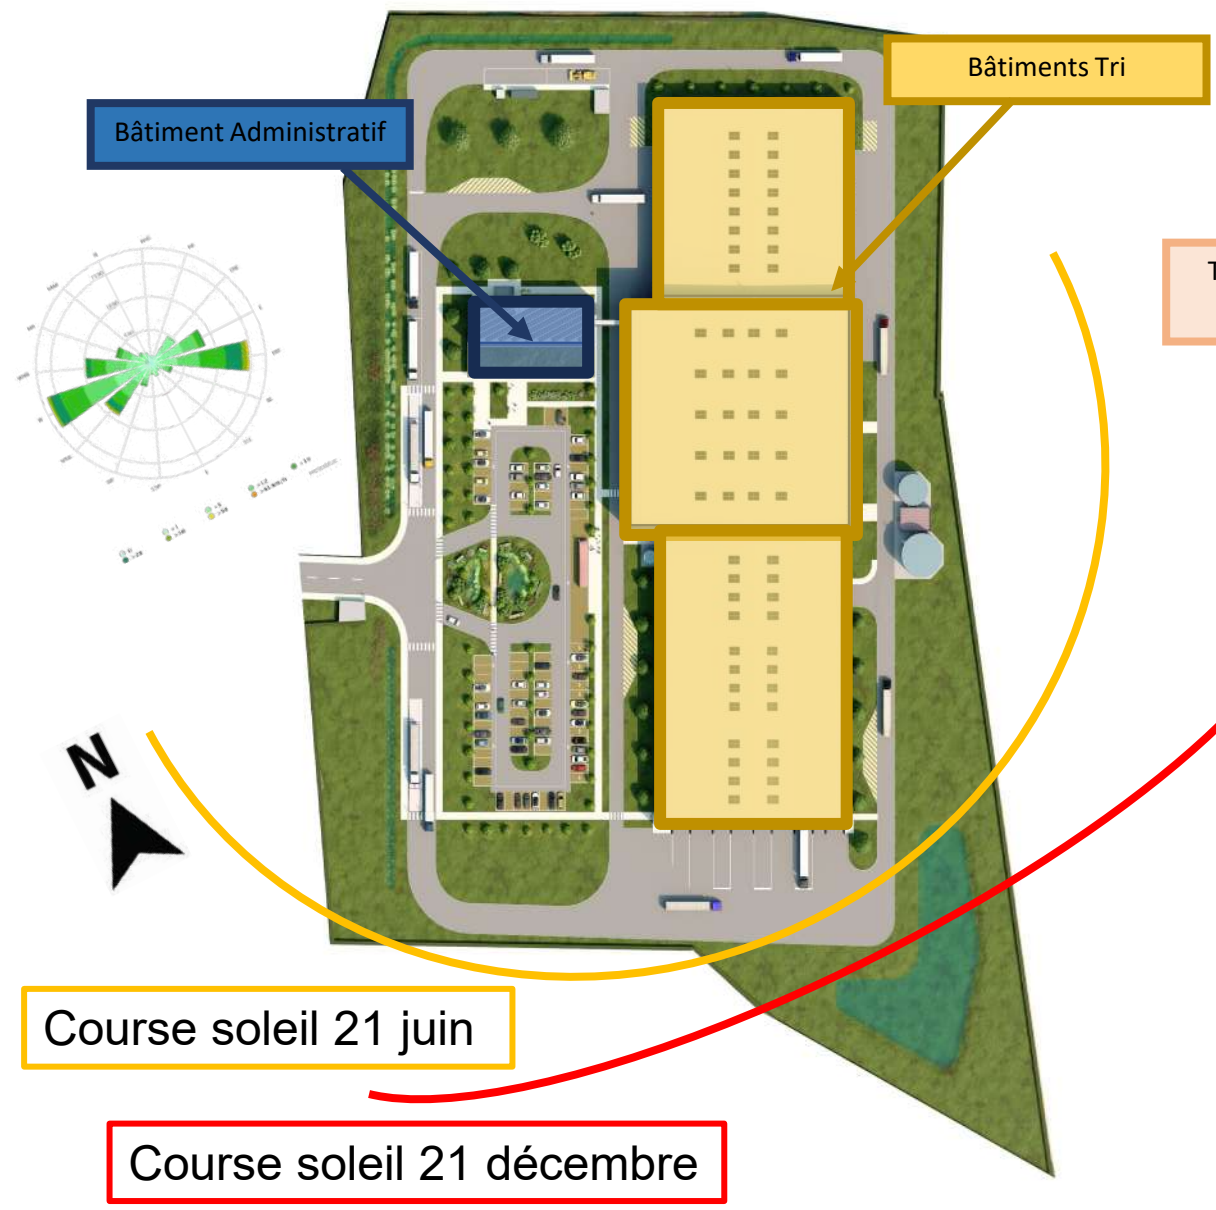 Bâtiments Tri
Bâtiment Administratif
T
N
Course soleil 21 juin
Course soleil 21 décembre